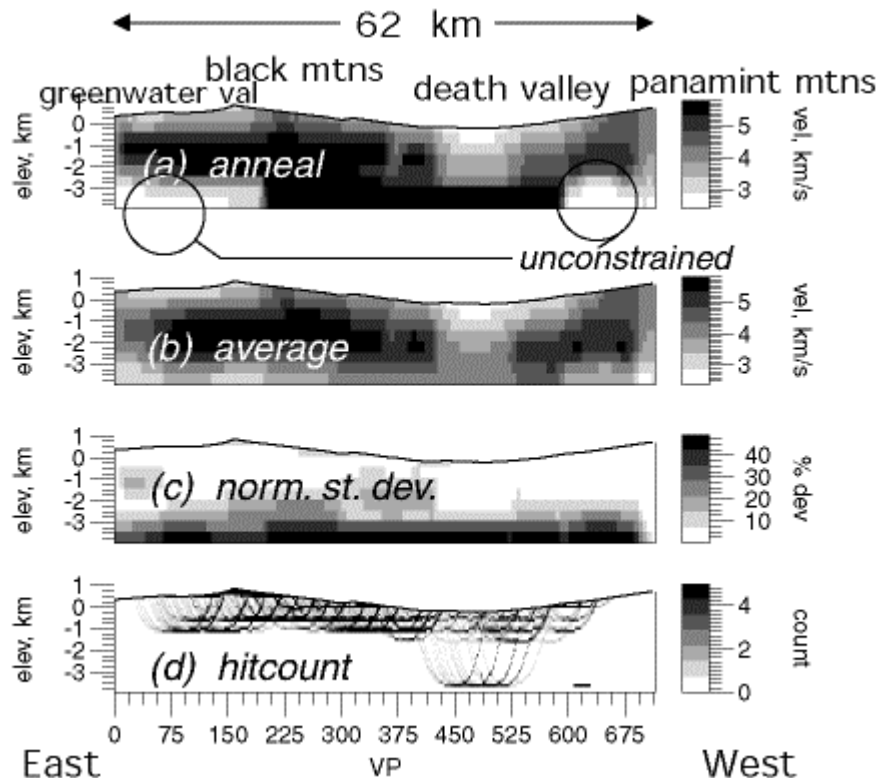 62 km
black mtns
death valley
panamint mtns
greenwater val
elev, km
0
-1
-2
-3
(a) anneal
5
4
3
vel, km/s
unconstrained
elev, km
1
0
-1
-2
-3
(b) average
5
4
3
vel, km/s
elev, km
1
0
-1
-2
-3
(c) norm. st. dev.
40
30
20
10
% dev
elev, km
1
0
-1
-2
-3
(d) hitcount
4
2
0
count
0 75 150 225 300 375 450 525 600 675
East VP West